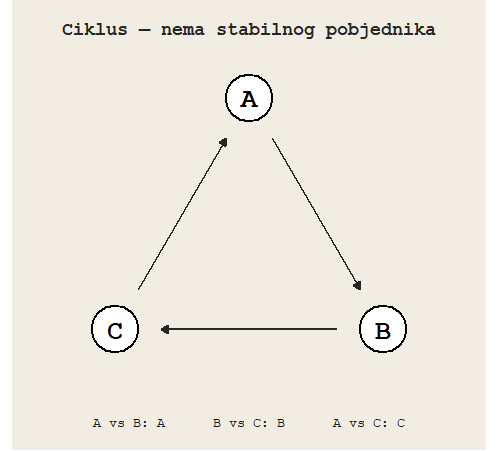 Ciklus — nema stabilnog pobjednika
A
C
B
A vs B: A
B vs C: B
A vs C: C